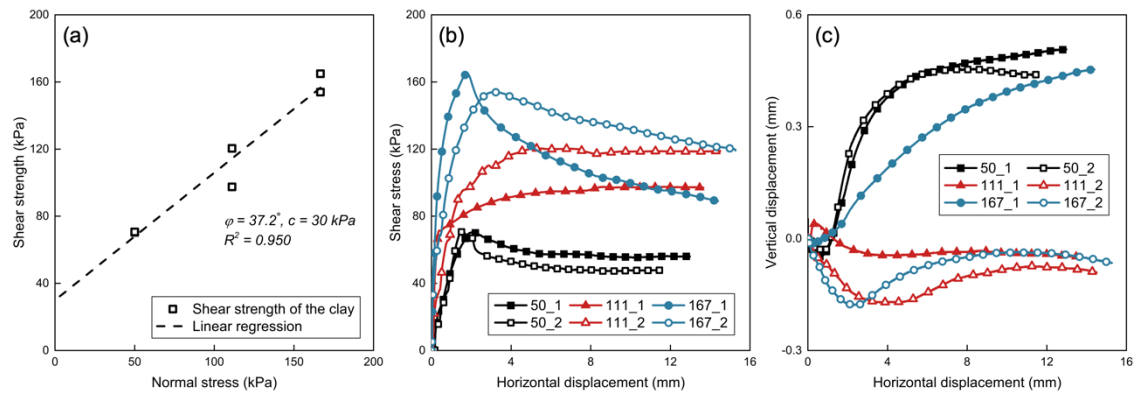 (a)
Shear strength (kPa)
200
160
120
80
40
0
φ = 37.2°, c = 30 kPa
R² = 0.950
Shear strength of the clay
Linear regression
0 50 100 150 200
Normal stress (kPa)
(b)
Shear stress (kPa)
200
160
120
80
40
0
50_1 111_1 167_1
50_2 111_2 167_2
0 4 8 12
Horizontal displacement (mm)
(c)
Vertical displacement (mm)
0.6
0.3
0.0
-0.3
50_1 50_2
111_1 111_2
167_1 167_2
0 4 8 12 16
Horizontal displacement (mm)